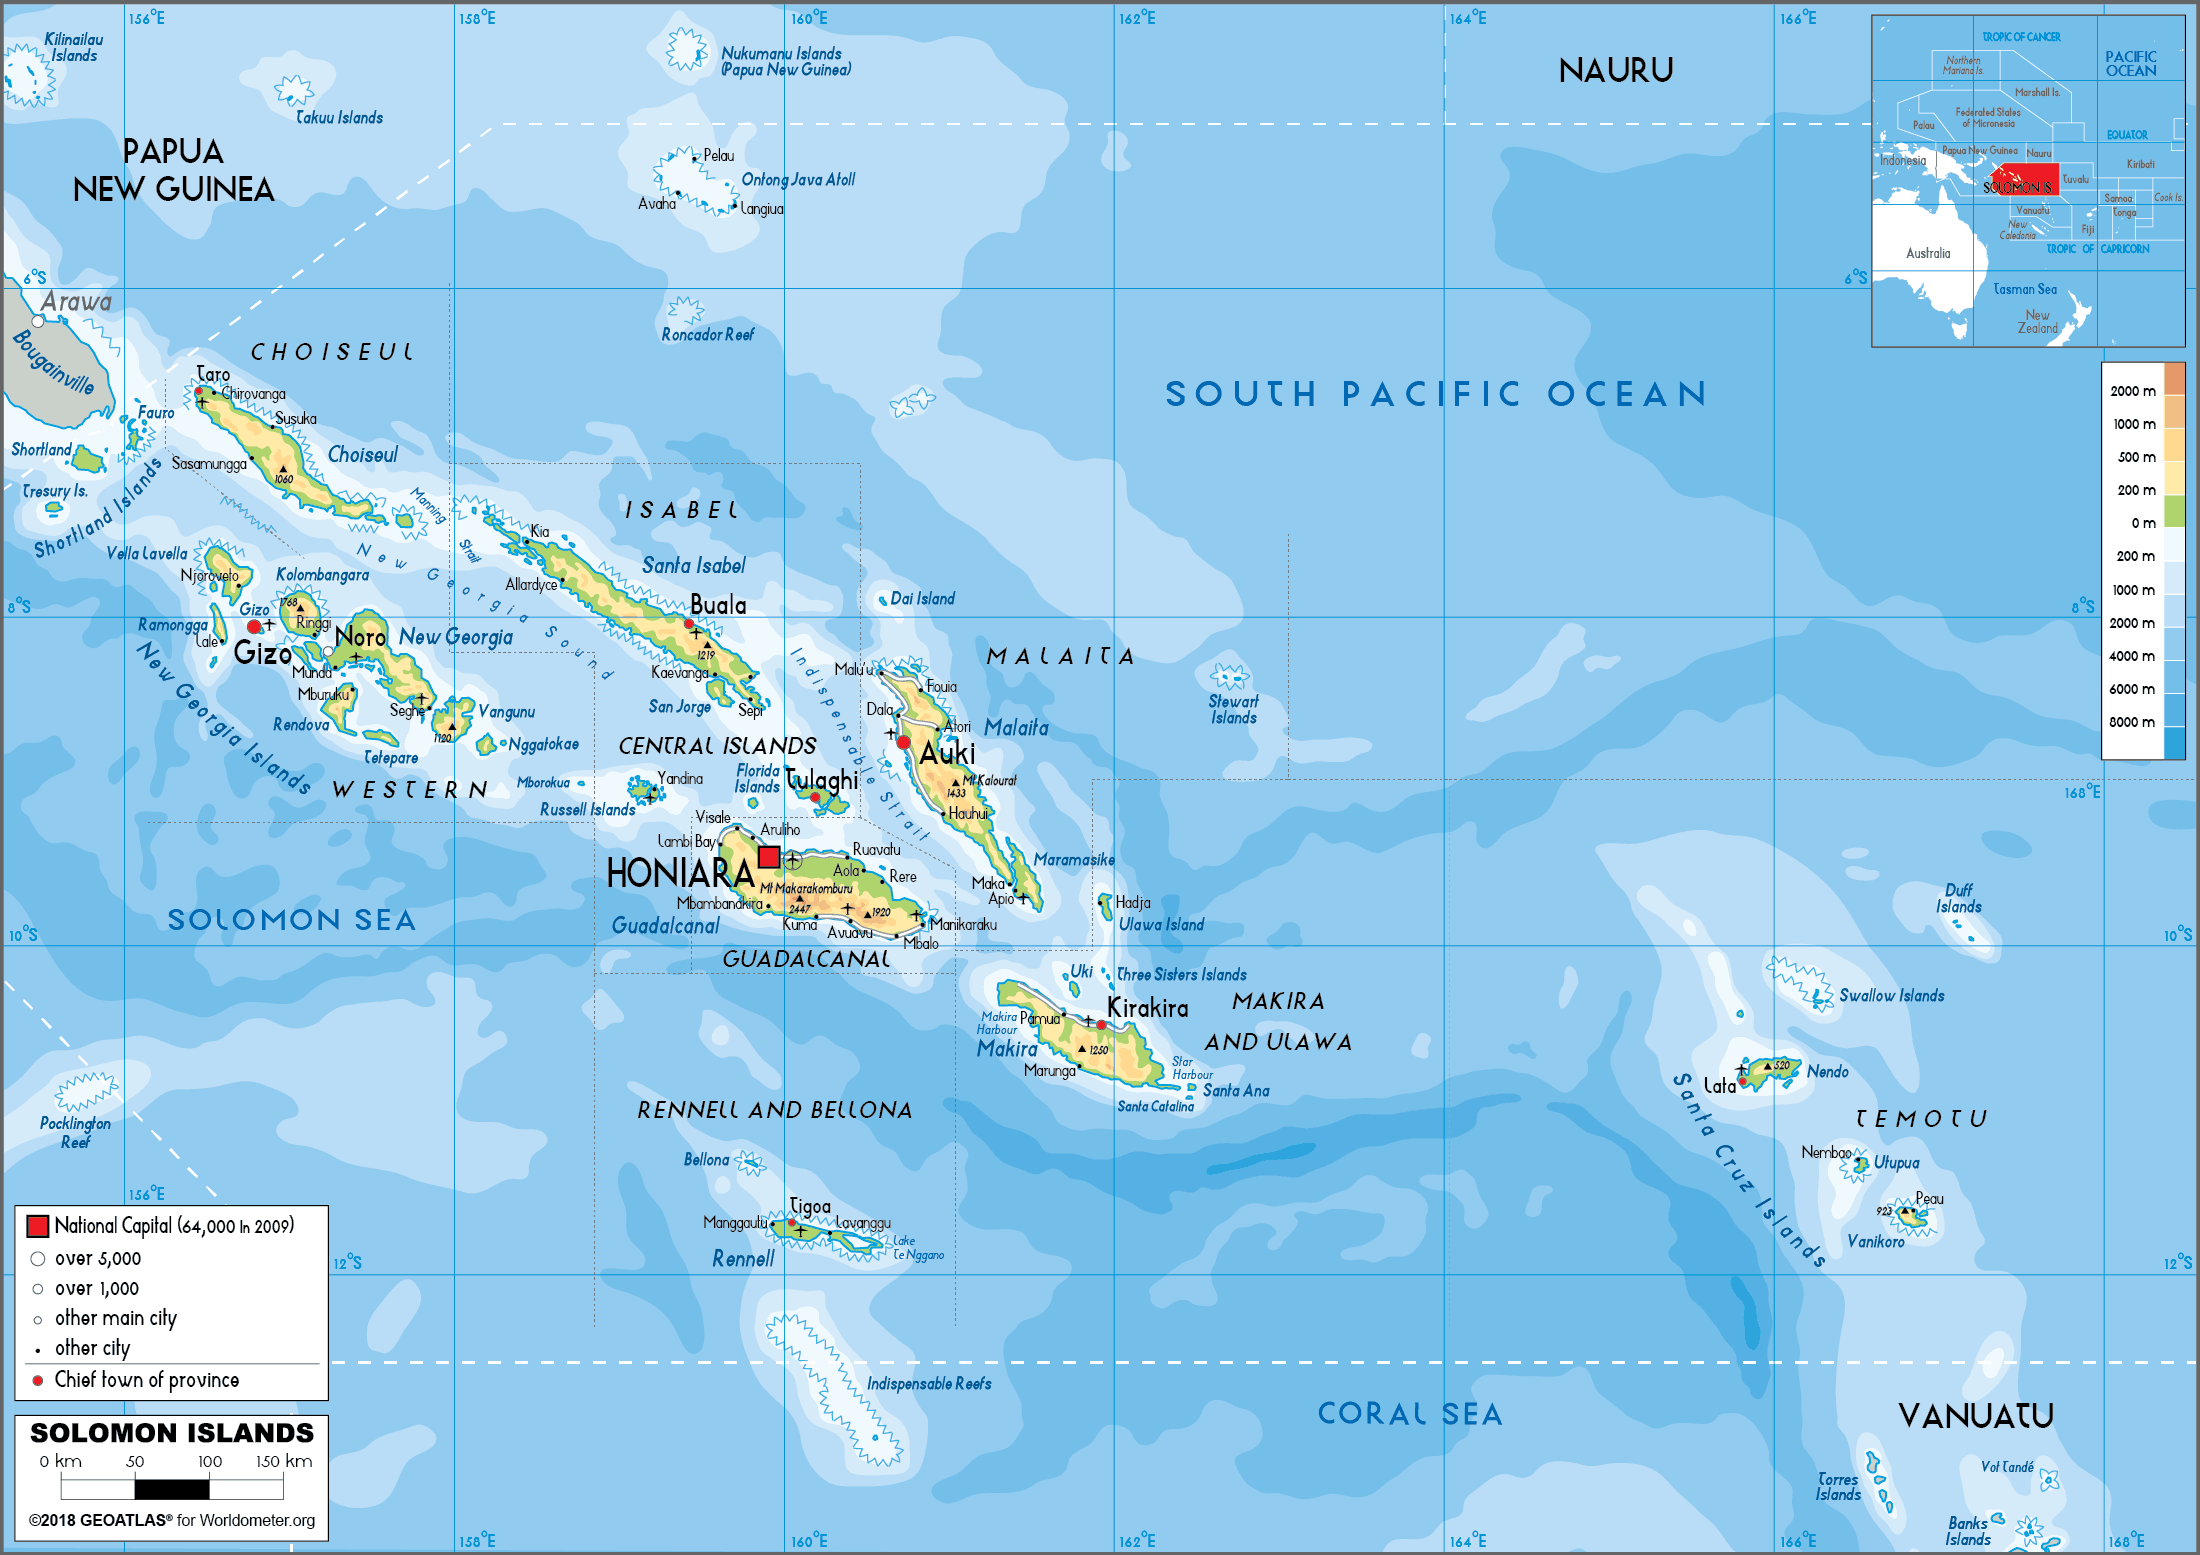 156°E
158°E
160°E
162°E
164°E
166°E
Kilinailau
Islands
Takuu Islands
Nukumanu Islands
(Papua New Guinea)
NAURU
PAPUA
NEW GUINEA
Pelau
Ontong Java Atoll
Avaha
Langiua
TROPIC OF CANCER
PACIFIC
OCEAN
Northern
Mariana Is.
Marshall Is.
Federated States
of Micronesia
Palau
EQUATOR
Indonesia
Papua New Guinea
Nauru
Kiribati
SOLOMON IS.
Tuvalu
Samoa
Cook Is.
Vanuatu
Tonga
New
Caledonia
Fiji
TROPIC OF CAPRICORN
Australia
Tasman Sea
New
Zealand
6°S
6°S
Arawa
Bougainville
Roncador Reef
CHOISEUL
Taro
Chirovanga
Fauro
Susuka
Shortland
Sasamungga
Choiseul
1060
Tresury Is.
Shortland Islands
Manning
Strait
SOUTH PACIFIC OCEAN
2000 m
1000 m
500 m
200 m
0 m
200 m
1000 m
2000 m
4000 m
6000 m
8000 m
ISABEL
Kia
Santa Isabel
Allardyce
Buala
1219
Kaevanga
San Jorge
Sepi
New Georgia Sound
Vella Lavella
Njoroveto
Kolombangara
1768
Gizo
Ringgi
Ramongga
Lale
Gizo
Noro
New Georgia
Munda
Mburuku
Seghe
Rendova
Vangunu
1120
Tetepare
Nggatokae
New Georgia Islands
WESTERN
8°S
8°S
Dai Island
MALAITA
Malu'u
Fouia
Dala
Atori
Malaita
Auki
Mt Kalourat
1433
Hauhui
Indispensable Strait
Stewart
Islands
CENTRAL ISLANDS
Mborokua
Yandina
Russell Islands
Florida
Islands
Tulaghi
168°E
Visale
Aruliho
Lambi Bay
HONIARA
Ruavatu
Aola
Rere
Mt Makarakomburu
Mbambanakira
2447
1920
Kuma
Avuavu
Manikaraku
Mbalo
Guadalcanal
GUADALCANAL
Maramasike
Maka
Apio
Hadja
Ulawa Island
SOLOMON SEA
10°S
10°S
Duff
Islands
Uki
Three Sisters Islands
Kirakira
Pamua
Makira
Harbour
Makira
1250
Marunga
Star
Harbour
Santa Ana
Santa Catalina
MAKIRA
AND ULAWA
Swallow Islands
Lata
520
Nendo
TEMOTU
Santa Cruz Islands
Nembao
Utupua
Peau
923
Vanikoro
Pocklington
Reef
RENNELL AND BELLONA
Bellona
Tigoa
Manggautu
Lavanggu
Lake
Te Nggano
Rennell
156°E
12°S
12°S
Indispensable Reefs
CORAL SEA
VANUATU
Torres
Islands
Vot Tandé
Banks
Islands
National Capital (64,000 In 2009)
over 5,000
over 1,000
other main city
other city
Chief town of province
SOLOMON ISLANDS
0 km 50 100 150 km
©2018 GEOATLAS® for Worldometer.org
158°E
160°E
162°E
164°E
166°E
168°E